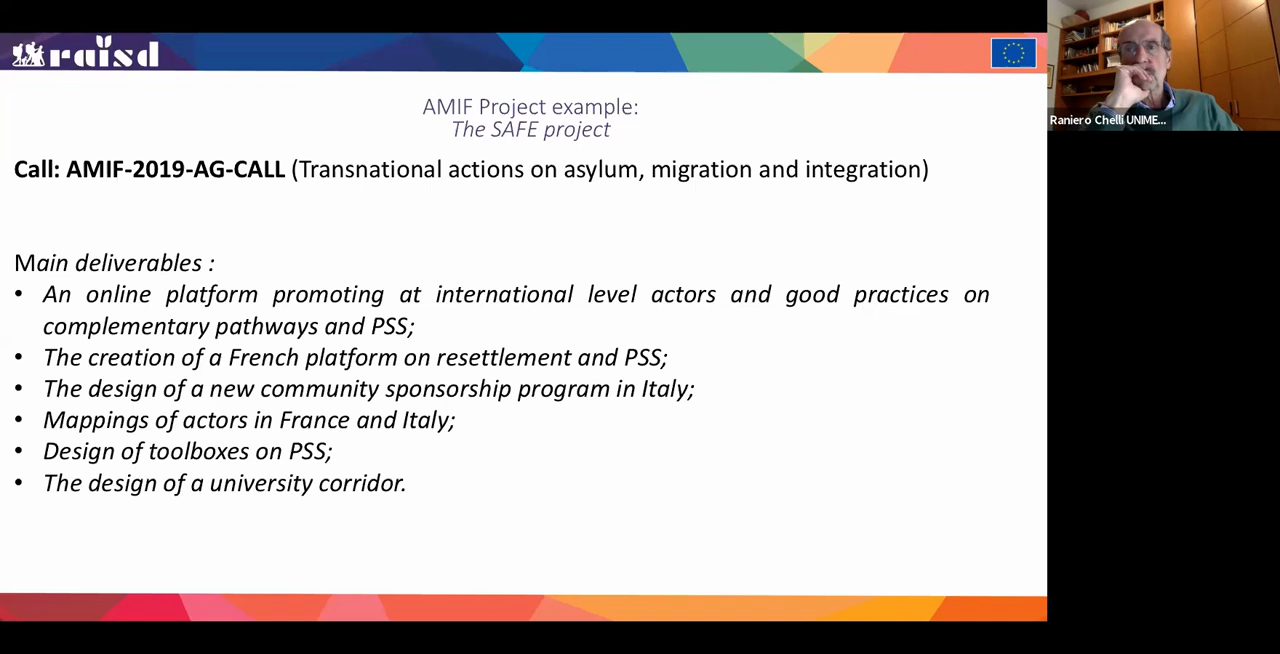 raisd
AMIF Project example:
The SAFE project
Call: AMIF-2019-AG-CALL (Transnational actions on asylum, migration and integration)
Main deliverables :
• An online platform promoting at international level actors and good practices on
complementary pathways and PSS;
• The creation of a French platform on resettlement and PSS;
• The design of a new community sponsorship program in Italy;
• Mappings of actors in France and Italy;
• Design of toolboxes on PSS;
• The design of a university corridor.
Raniero Chelli UNIME...